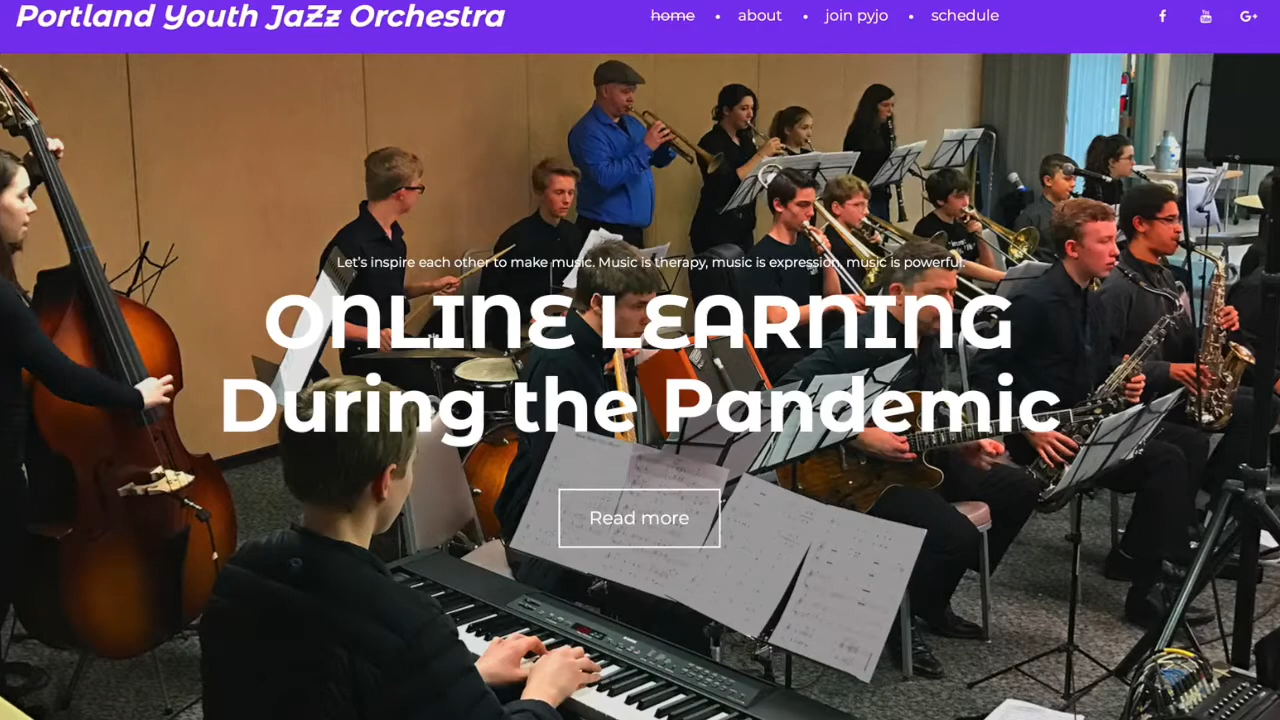 Portland Youth JaZz Orchestra
home • about • join pyjo • schedule
Let's inspire each other to make music. Music is therapy, music is expression, music is powerful.
ONLINE LEARNING
During the Pandemic
Read more